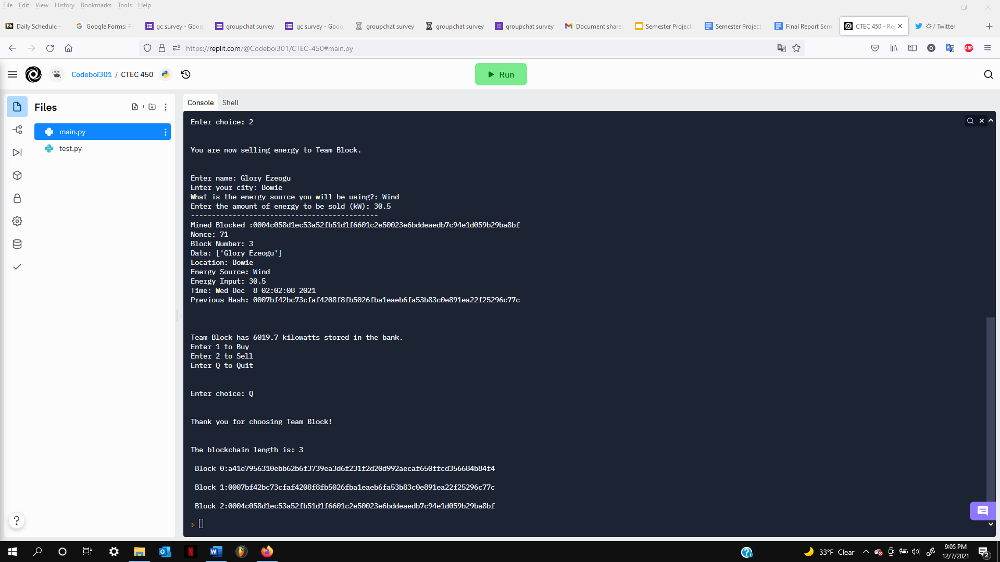 File Edit View History Bookmarks Tools Help
Daily Schedule –
Google Forms: Fr
gc survey - Goog
groupchat survey
gc survey - Goog
groupchat survey
groupchat survey
groupchat survey
Document share
Semester Project
Semester Project
Final Report Sem
CTEC 450 - Rep
☼ / Twitter
https://replit.com/@Codeboi301/CTEC-450#main.py
ABP
Codeboi301 / CTEC 450
Run
Files
main.py
test.py
Console Shell
Enter choice: 2
You are now selling energy to Team Block.
Enter name: Glory Ezeogu
Enter your city: Bowie
What is the energy source you will be using?: Wind
Enter the amount of energy to be sold (kW): 30.5
---------------------------------------------
Mined Blocked :0004c058d1ec53a52fb51d1f6601c2e50023e6bddeaedb7c94e1d059b29ba8bf
Nonce: 71
Block Number: 3
Data: ['Glory Ezeogu']
Location: Bowie
Energy Source: Wind
Energy Input: 30.5
Time: Wed Dec  8 02:02:08 2021
Previous Hash: 0007bf42bc73cfaf4208f8fb5026fba1eaeb6fa53b83c0e891ea22f25296c77c
Team Block has 6019.7 kilowatts stored in the bank.
Enter 1 to Buy
Enter 2 to Sell
Enter Q to Quit
Enter choice: Q
Thank you for choosing Team Block!
The blockchain length is: 3
Block 0:a41e7956310ebb62b6f3739ea3d6f231f2d20d992aecaf650ffcd356684b84f4
Block 1:0007bf42bc73cfaf4208f8fb5026fba1eaeb6fa53b83c0e891ea22f25296c77c
Block 2:0004c058d1ec53a52fb51d1f6601c2e50023e6bddeaedb7c94e1d059b29ba8bf
33°F Clear
9:05 PM
12/7/2021
2